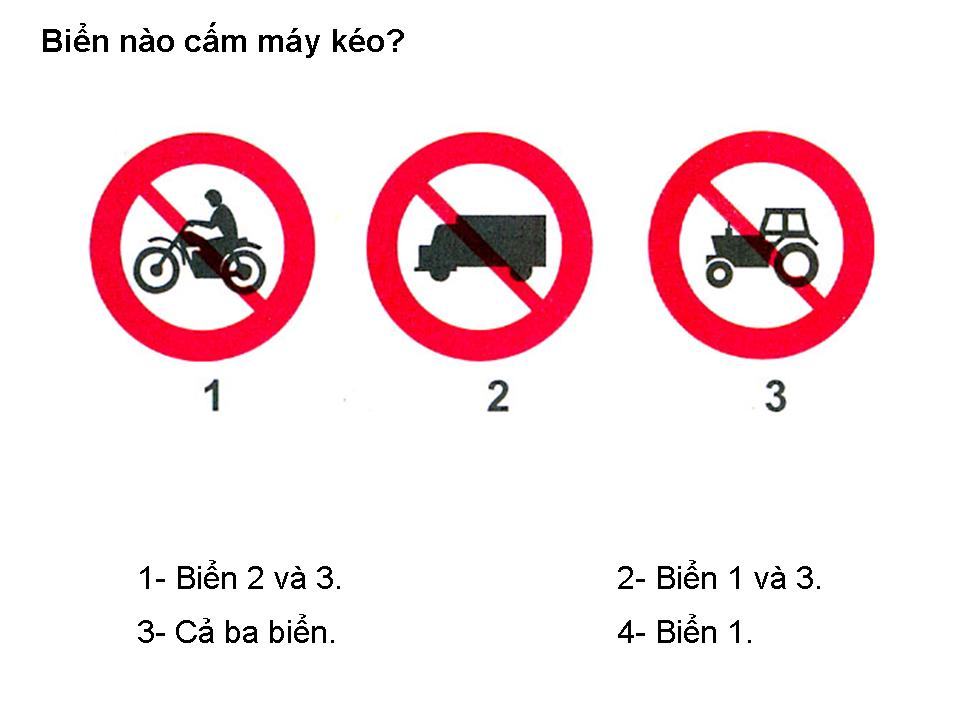 Biển nào cấm máy kéo?
1 2 3
1- Biển 2 và 3. 2- Biển 1 và 3.
3- Cả ba biển. 4- Biển 1.